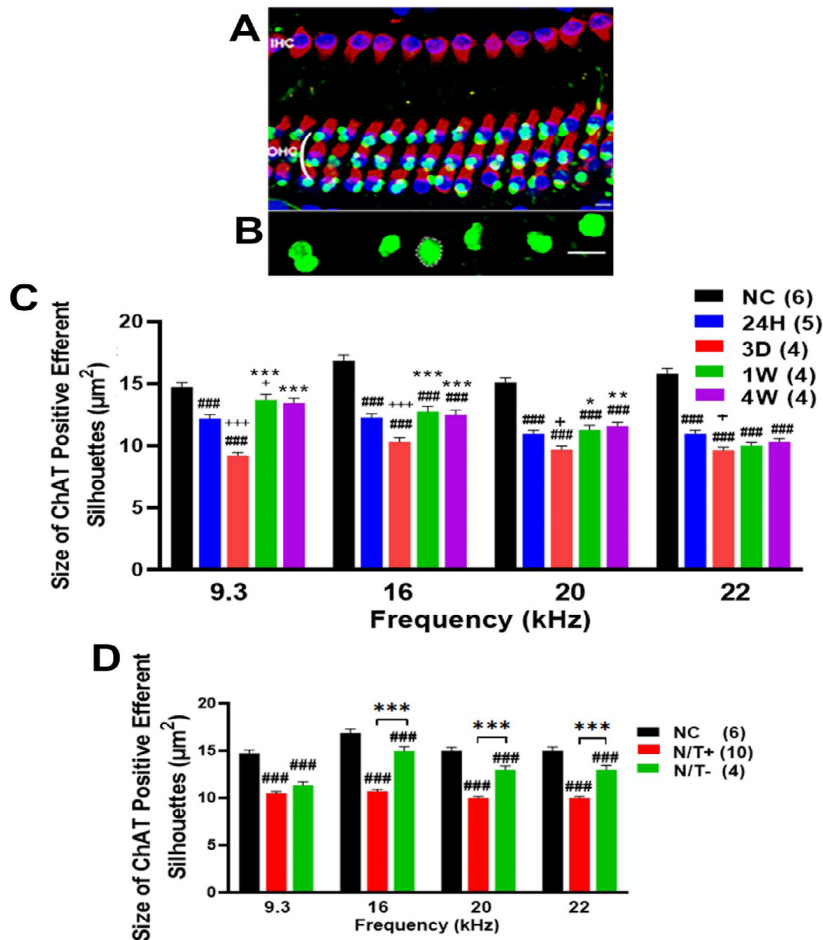 A
IHC
OHC
B
C
Size of ChAT Positive Efferent
Silhouettes (μm²)
20
15
10
5
0
NC (6)
24H (5)
3D (4)
1W (4)
4W (4)
###
+++
###
***
+
***
###
+++
###
***
###
***
###
###
+
###
*
###
**
###
###
+
###
###
###
9.3
16
20
22
Frequency (kHz)
D
Size of ChAT Positive Efferent
Silhouettes (μm²)
20
15
10
5
0
NC (6)
N/T+ (10)
N/T- (4)
###
###
***
###
###
***
###
###
***
###
###
9.3
16
20
22
Frequency (kHz)